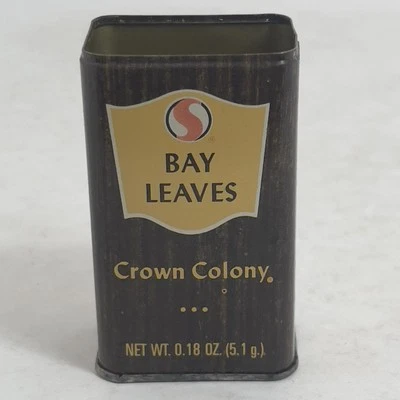 BAY
LEAVES
Crown Colony®
...
NET WT. 0.18 OZ. (5.1 g.)